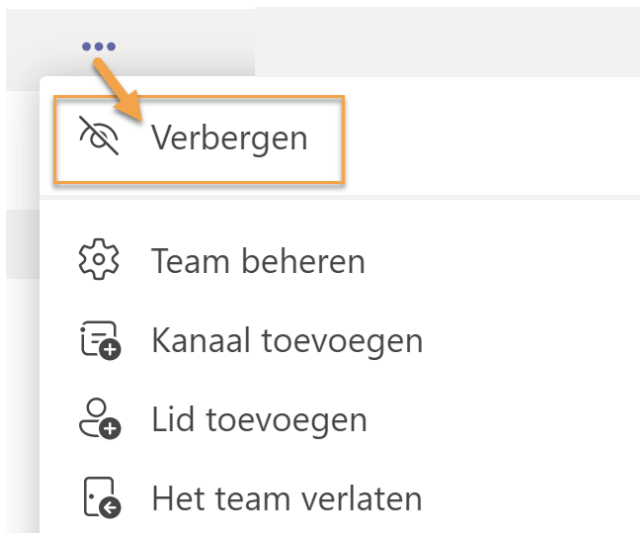 Verbergen
Team beheren
Kanaal toevoegen
Lid toevoegen
Het team verlaten